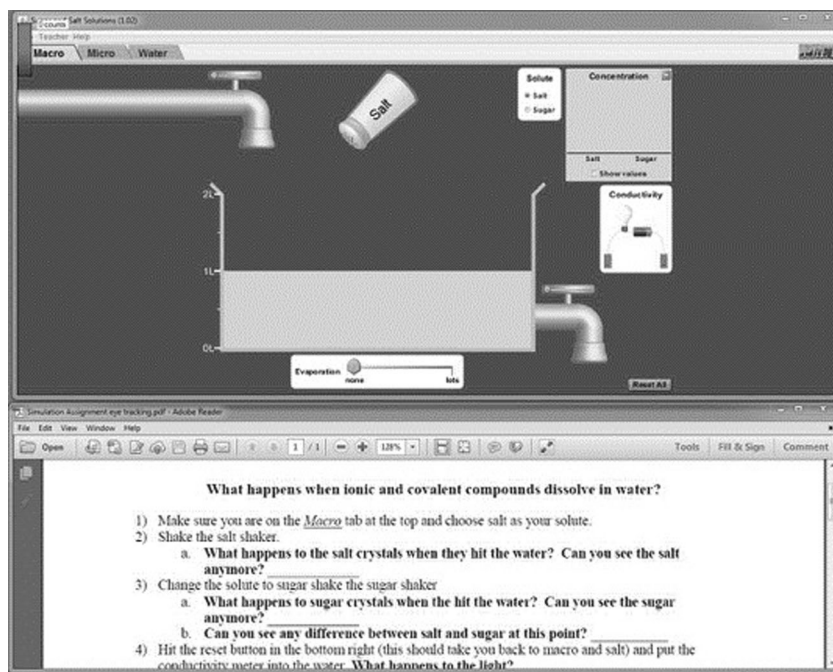 Salt Solutions (1.02)
0 counts
Teacher Help
Macro Micro Water
Salt
Solute
Salt
Sugar
Concentration
Salt Sugar
Show values
Conductivity
2L
1L
0L
Evaporation
none lots
Reset All
Simulation Assignment eye tracking.pdf - Adobe Reader
File Edit View Window Help
Open 1 / 1 128% Tools Fill & Sign Comment
What happens when ionic and covalent compounds dissolve in water?
1) Make sure you are on the Macro tab at the top and choose salt as your solute.
2) Shake the salt shaker.
a. What happens to the salt crystals when they hit the water? Can you see the salt
anymore?
3) Change the solute to sugar shake the sugar shaker
a. What happens to sugar crystals when the hit the water? Can you see the sugar
anymore?
b. Can you see any difference between salt and sugar at this point?
4) Hit the reset button in the bottom right (this should take you back to macro and salt) and put the
conductivity meter into the water. What happens to the light?